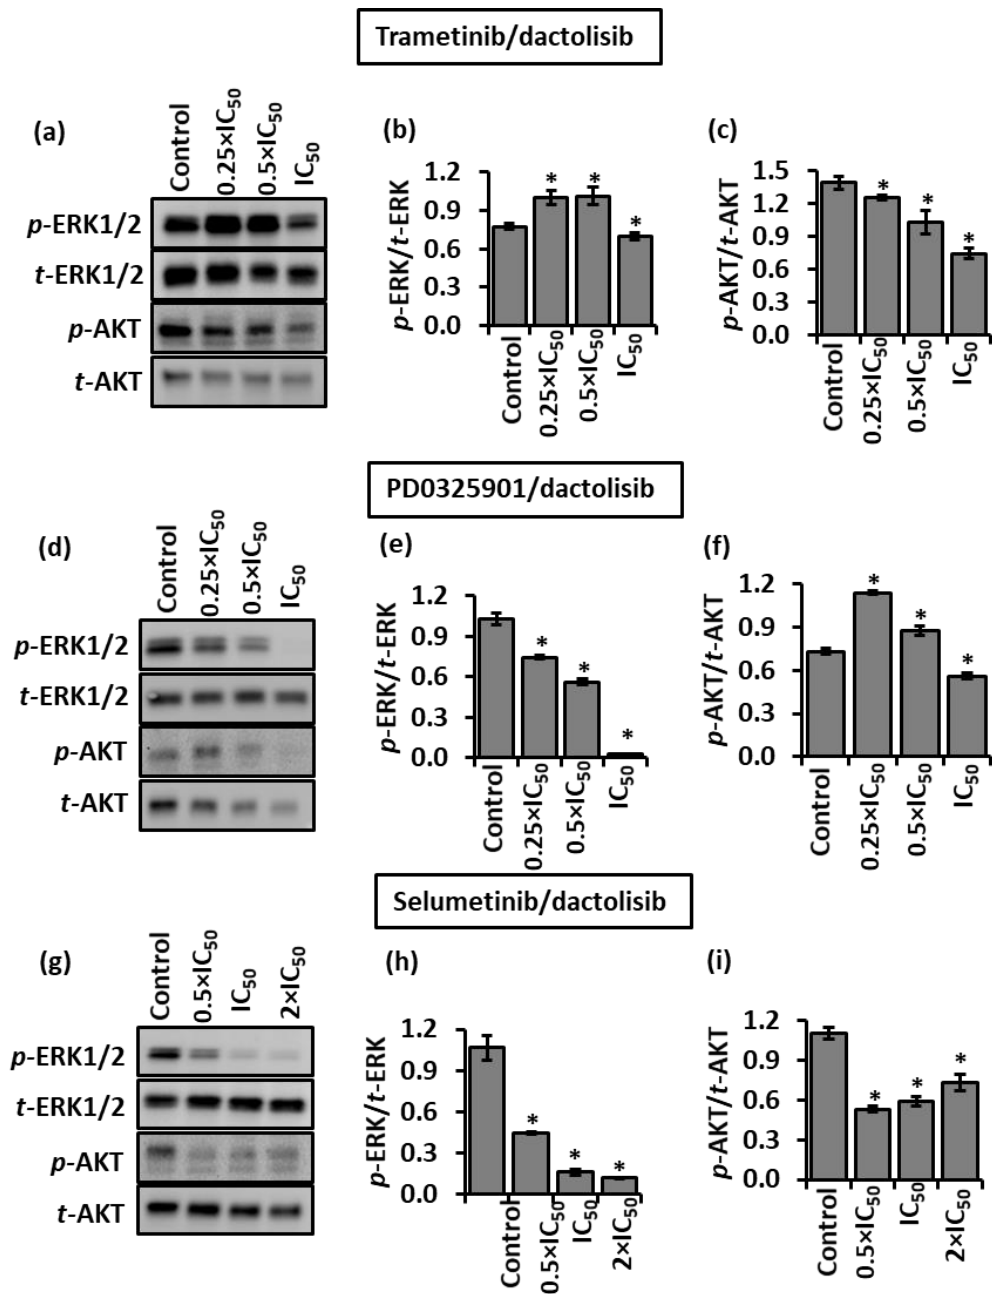 Trametinib/dactolisib
(a)
Control
0.25×IC50
0.5×IC50
IC50
p-ERK1/2
t-ERK1/2
p-AKT
t-AKT
(b)
p-ERK/t-ERK
1.2
0.9
0.6
0.3
0.0
* * *
Control
0.25×IC50
0.5×IC50
IC50
(c)
p-AKT/t-AKT
1.5
1.2
0.9
0.6
0.3
0.0
* * *
Control
0.25×IC50
0.5×IC50
IC50
PD0325901/dactolisib
(d)
Control
0.25×IC50
0.5×IC50
IC50
p-ERK1/2
t-ERK1/2
p-AKT
t-AKT
(e)
p-ERK/t-ERK
1.2
0.9
0.6
0.3
0.0
* * *
Control
0.25×IC50
0.5×IC50
IC50
(f)
p-AKT/t-AKT
1.2
0.9
0.6
0.3
0.0
* * *
Control
0.25×IC50
0.5×IC50
IC50
Selumetinib/dactolisib
(g)
Control
0.5×IC50
IC50
2×IC50
p-ERK1/2
t-ERK1/2
p-AKT
t-AKT
(h)
p-ERK/t-ERK
1.2
0.9
0.6
0.3
0.0
* * *
Control
0.5×IC50
IC50
2×IC50
(i)
p-AKT/t-AKT
1.2
0.9
0.6
0.3
0.0
* * *
Control
0.5×IC50
IC50
2×IC50